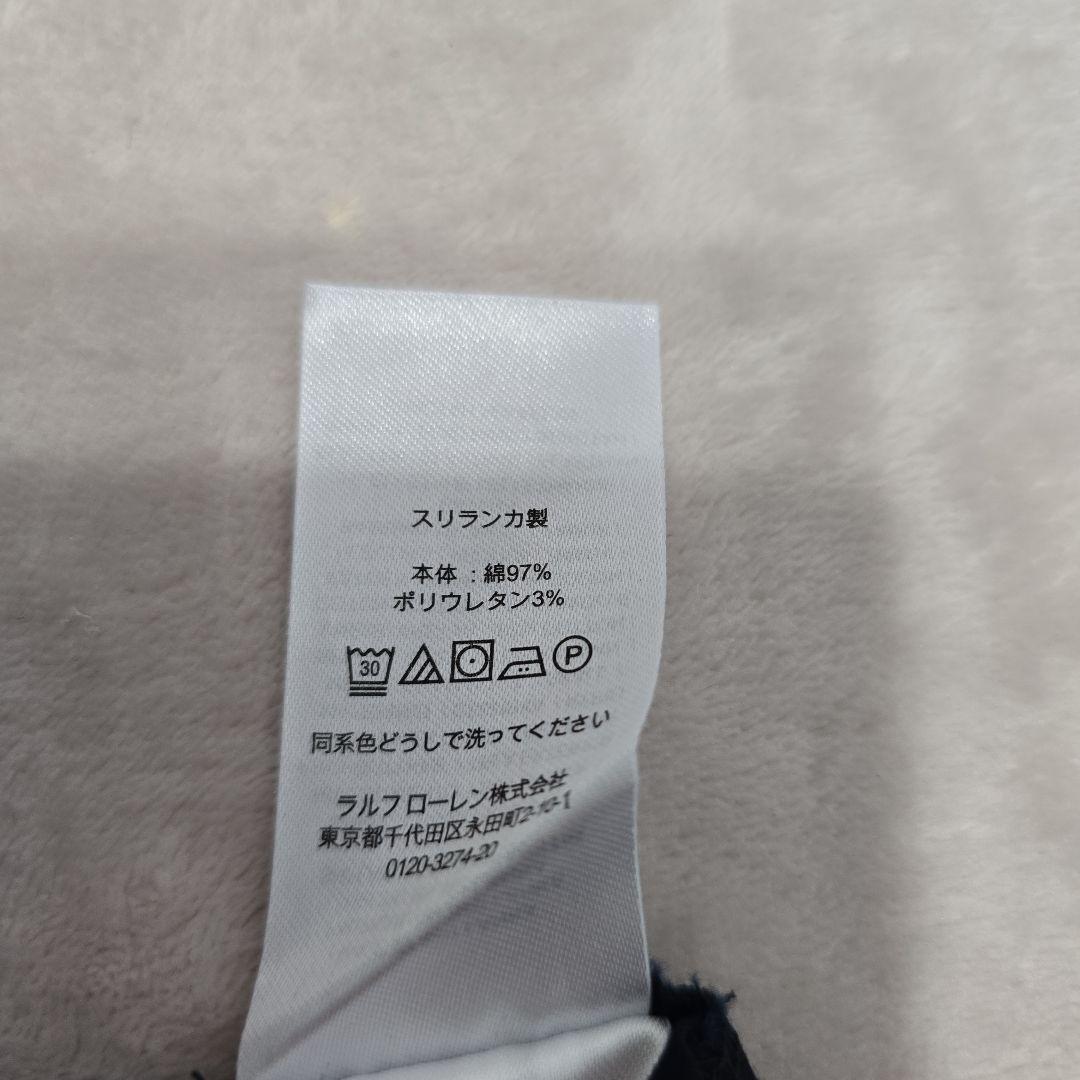 スリランカ製
本体 : 綿97%
ポリウレタン3%
30 P
同系色どうしで洗ってください
ラルフローレン株式会社
東京都千代田区永田町2-10-1
0120-3274-20